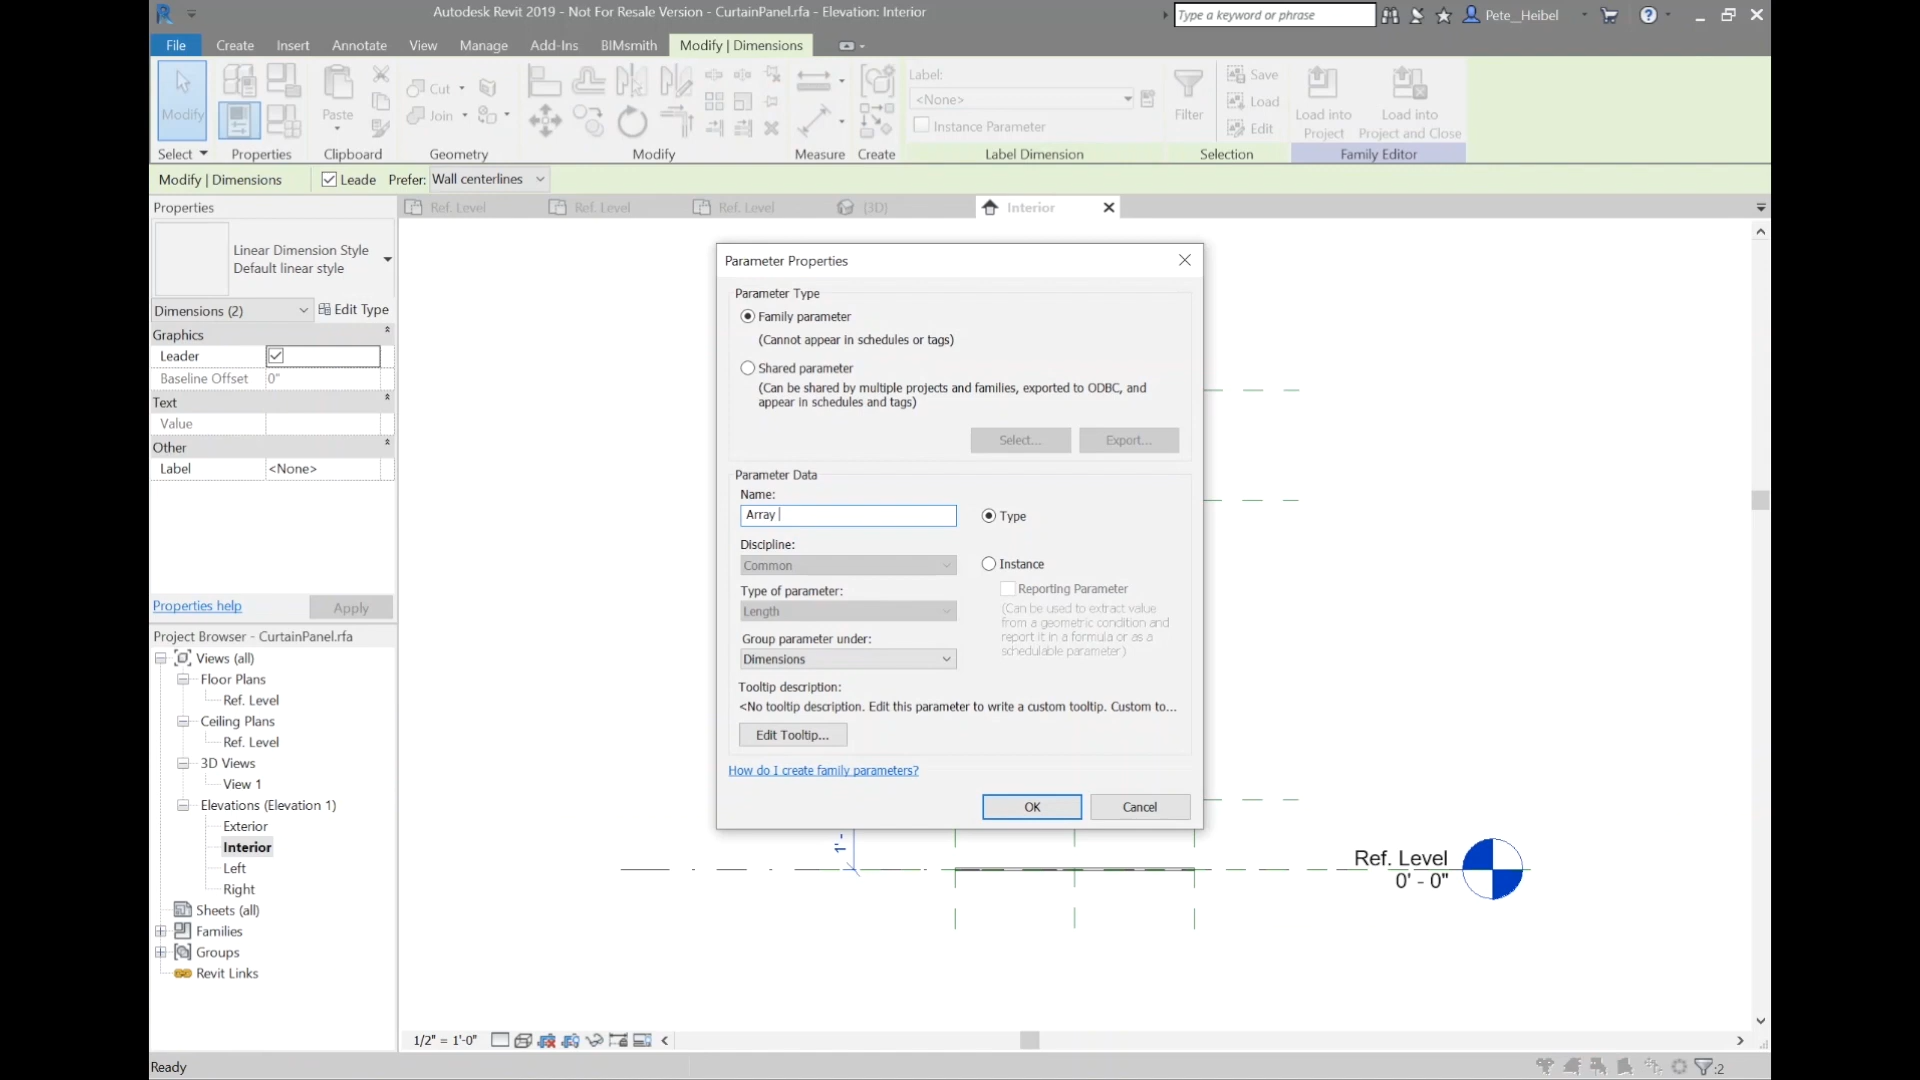 Autodesk Revit 2019 - Not For Resale Version - CurtainPanel.rfa - Elevation: Interior
Type a keyword or phrase
Pete_Heibel
File Create Insert Annotate View Manage Add-Ins BIMsmith Modify | Dimensions
Modify
Paste
Cut
Join
Label:
<None>
Instance Parameter
Filter
Save
Load
Edit
Load into
Project
Load into
Project and Close
Select Properties Clipboard Geometry Modify Measure Create Label Dimension Selection Family Editor
Modify | Dimensions Leade Prefer: Wall centerlines
Properties
Ref. Level Ref. Level Ref. Level (3D) Interior
Linear Dimension Style
Default linear style
Dimensions (2) Edit Type
Graphics
Leader
Baseline Offset 0"
Text
Value
Other
Label <None>
Properties help Apply
Project Browser - CurtainPanel.rfa
Views (all)
Floor Plans
Ref. Level
Ceiling Plans
Ref. Level
3D Views
View 1
Elevations (Elevation 1)
Exterior
Interior
Left
Right
Sheets (all)
Families
Groups
Revit Links
Parameter Properties
Parameter Type
Family parameter
(Cannot appear in schedules or tags)
Shared parameter
(Can be shared by multiple projects and families, exported to ODBC, and
appear in schedules and tags)
Select... Export...
Parameter Data
Name:
Array
Type
Discipline:
Common
Instance
Reporting Parameter
(Can be used to extract value
from a geometric condition and
report it in a formula or as a
schedulable parameter)
Type of parameter:
Length
Group parameter under:
Dimensions
Tooltip description:
<No tooltip description. Edit this parameter to write a custom tooltip. Custom to...
Edit Tooltip...
How do I create family parameters?
OK Cancel
1'-
Ref. Level
0' - 0"
1/2" = 1'-0"
Ready
:2